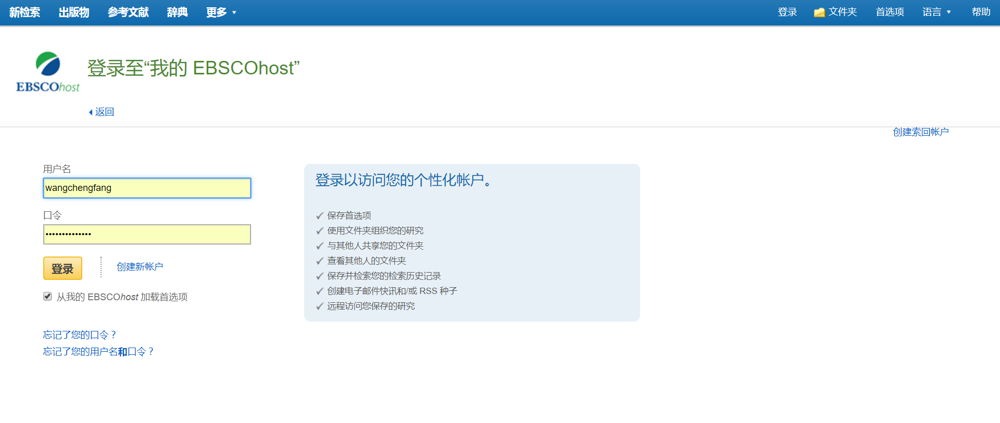 新检索 出版物 参考文献 辞典 更多 登录 文件夹 首选项 语言 帮助
EBSCOhost
登录至“我的 EBSCOhost”
返回
创建索回帐户
用户名
wangchengfang
口令
••••••••••••••
登录 创建新帐户
从我的 EBSCOhost 加载首选项
忘记了您的口令？
忘记了您的用户名和口令？
登录以访问您的个性化帐户。
保存首选项
使用文件夹组织您的研究
与其他人共享您的文件夹
查看其他人的文件夹
保存并检索您的检索历史记录
创建电子邮件快讯和/或 RSS 种子
远程访问您保存的研究